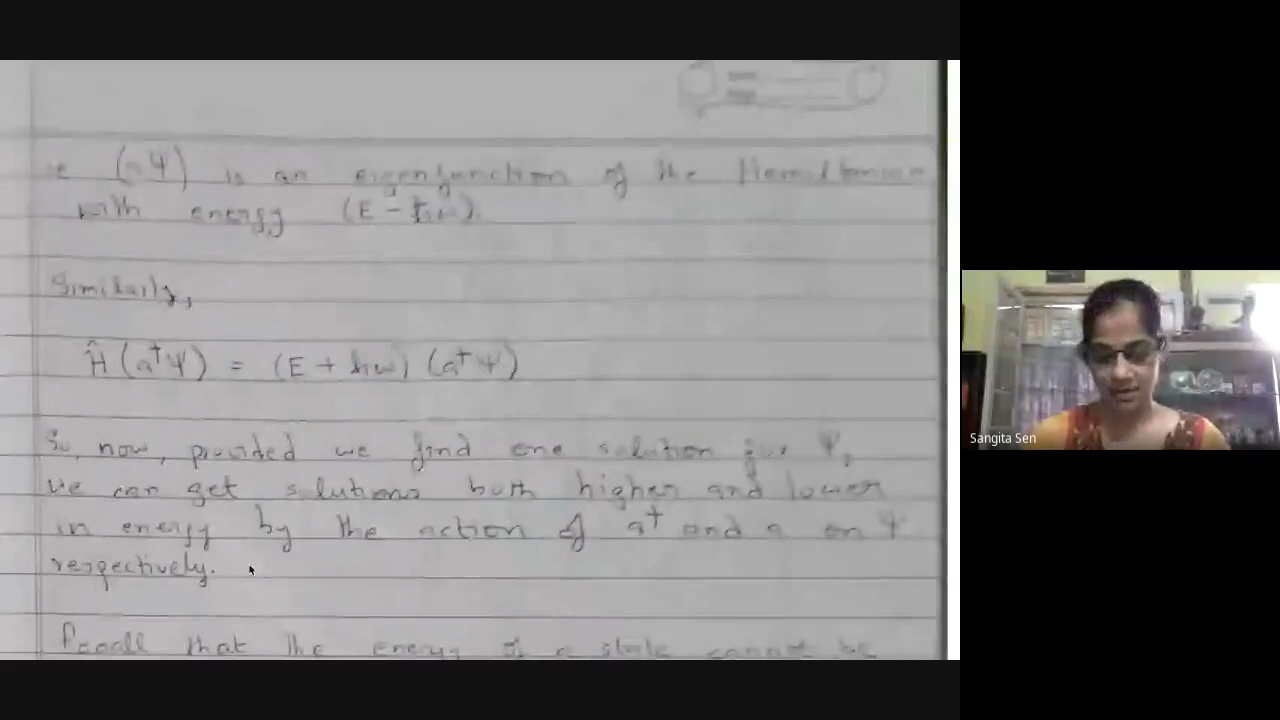 ie (aΨ) is an eigenfunction of the Hamiltonian
with energy (E - ħω).
Similarly,
Ĥ (a†Ψ) = (E + ħω) (a†Ψ)
So, now, provided we find one solution for Ψ,
we can get solutions both higher and lower
in energy by the action of a† and a on Ψ
respectively.
Recall that the energy of a state cannot be
Sangita Sen